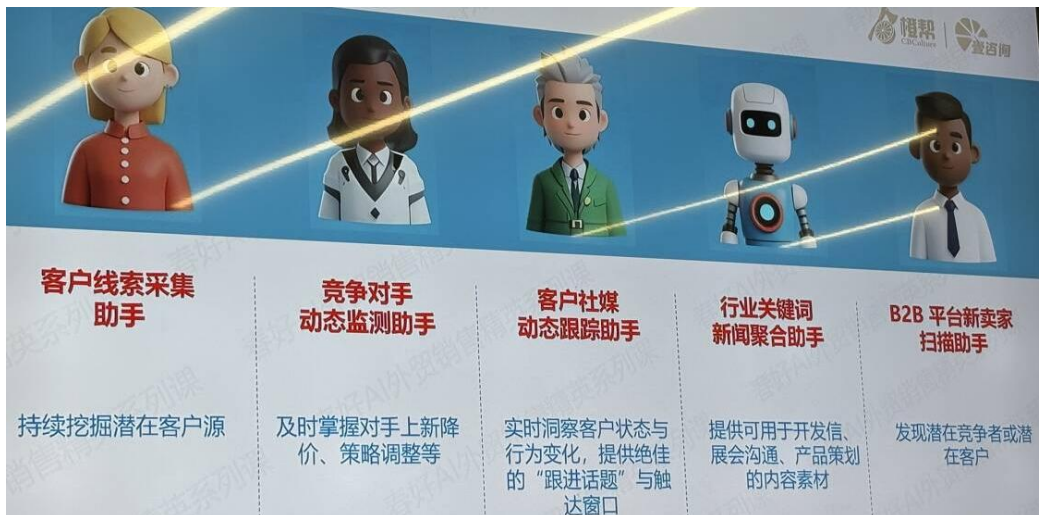 橙帮
CBCulture
壹咨询
客户线索采集
助手
持续挖掘潜在客户源
竞争对手
动态监测助手
及时掌握对手上新降
价、策略调整等
客户社媒
动态跟踪助手
实时洞察客户状态与
行为变化，提供绝佳
的“跟进话题”与触
达窗口
行业关键词
新闻聚合助手
提供可用于开发信、
展会沟通、产品策划
的内容素材
B2B 平台新卖家
扫描助手
发现潜在竞争者或潜
在客户